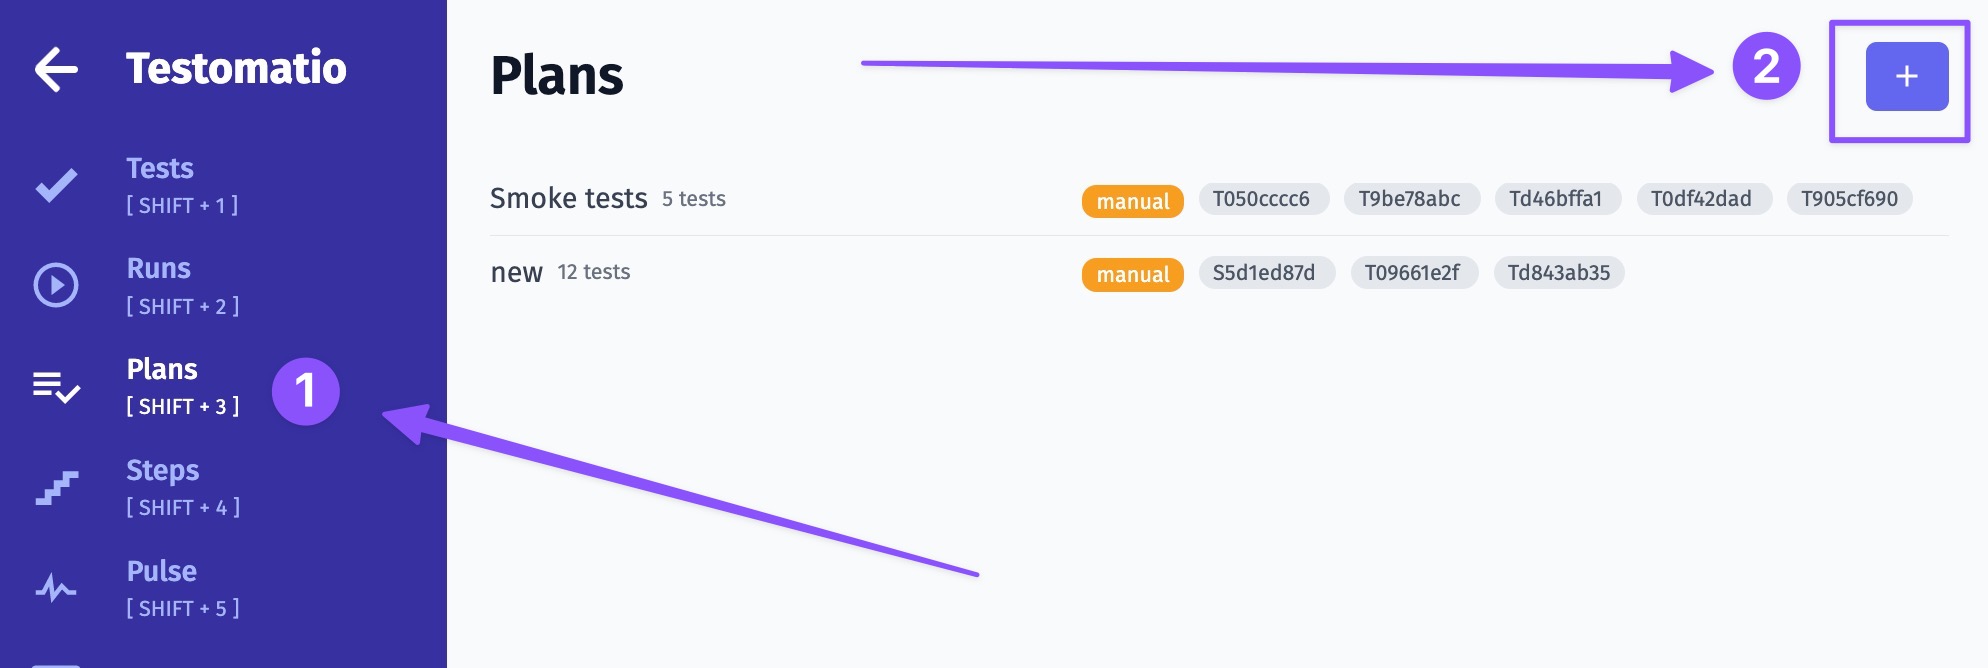 Testomatio
Tests
[ SHIFT + 1 ]
Runs
[ SHIFT + 2 ]
Plans
[ SHIFT + 3 ]
1
Steps
[ SHIFT + 4 ]
Pulse
[ SHIFT + 5 ]
Plans
2
+
Smoke tests 5 tests manual T050cccc6 T9be78abc Td46bffa1 T0df42dad T905cf690
new 12 tests manual S5d1ed87d T09661e2f Td843ab35